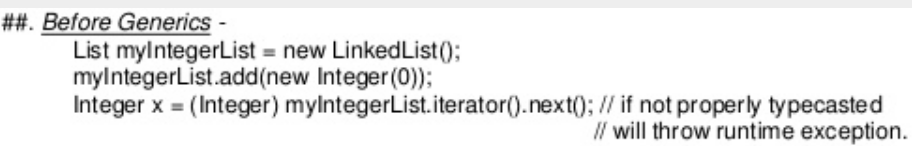 ##. Before Generics -
List myIntegerList = new LinkedList();
myIntegerList.add(new Integer(0));
Integer x = (Integer) myIntegerList.iterator().next(); // if not properly typecasted
// will throw runtime exception.